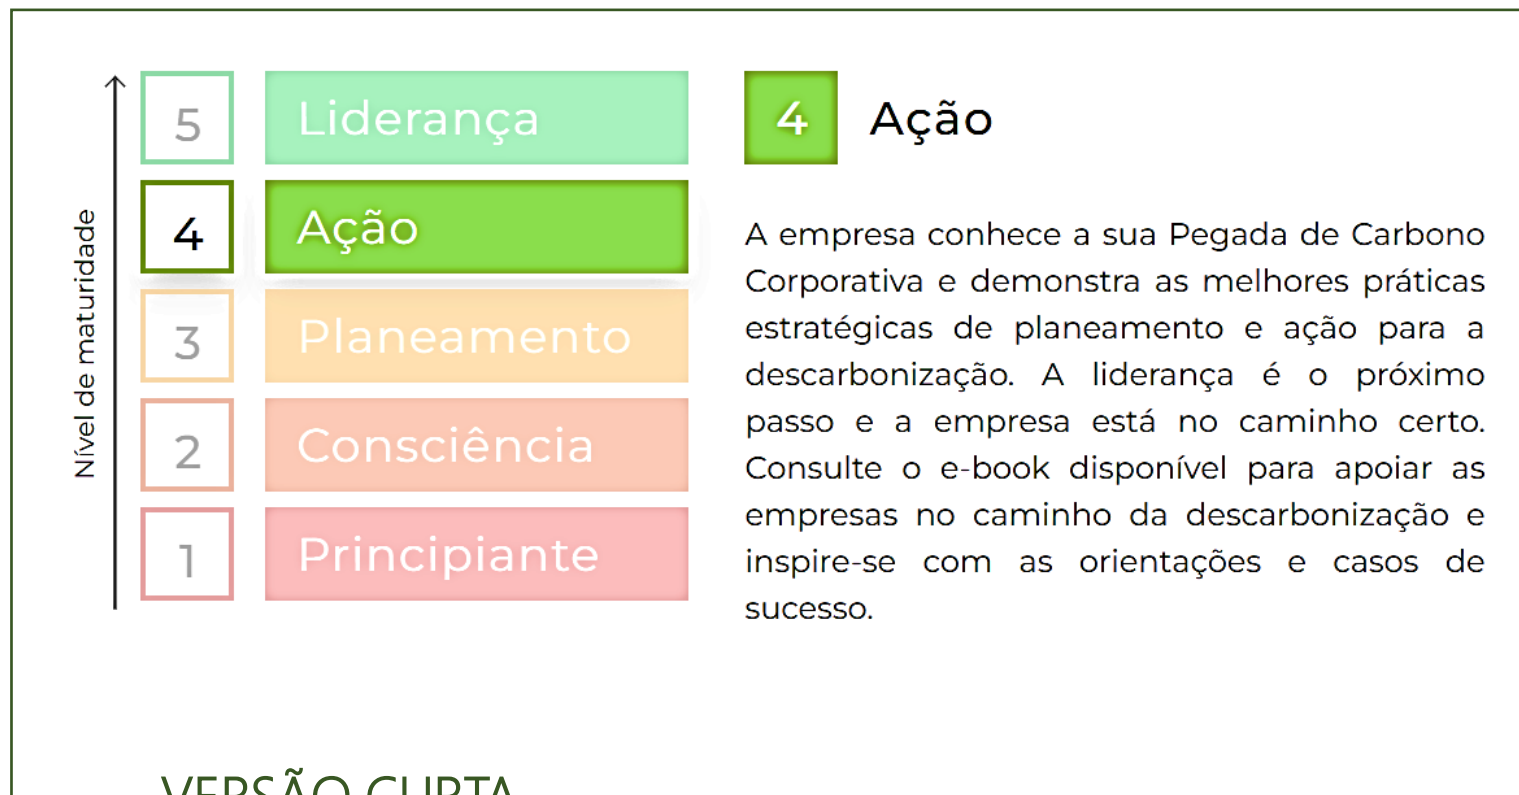 Nível de maturidade
5 Liderança
4 Ação
3 Planeamento
2 Consciência
1 Principiante
4 Ação
A empresa conhece a sua Pegada de Carbono
Corporativa e demonstra as melhores práticas
estratégicas de planeamento e ação para a
descarbonização. A liderança é o próximo
passo e a empresa está no caminho certo.
Consulte o e-book disponível para apoiar as
empresas no caminho da descarbonização e
inspire-se com as orientações e casos de
sucesso.
VERSÃO CURTA